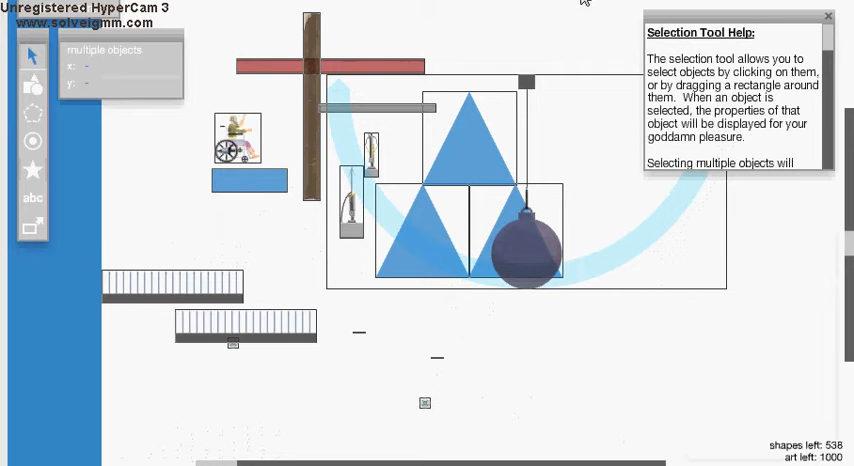 Unregistered HyperCam 3
www.solveigmm.com
multiple objects
x: -
y: -
abc
Selection Tool Help:
The selection tool allows you to
select objects by clicking on them,
or by dragging a rectangle around
them. When an object is
selected, the properties of that
object will be displayed for your
goddamn pleasure.
Selecting multiple objects will
shapes left: 538
art left: 1000